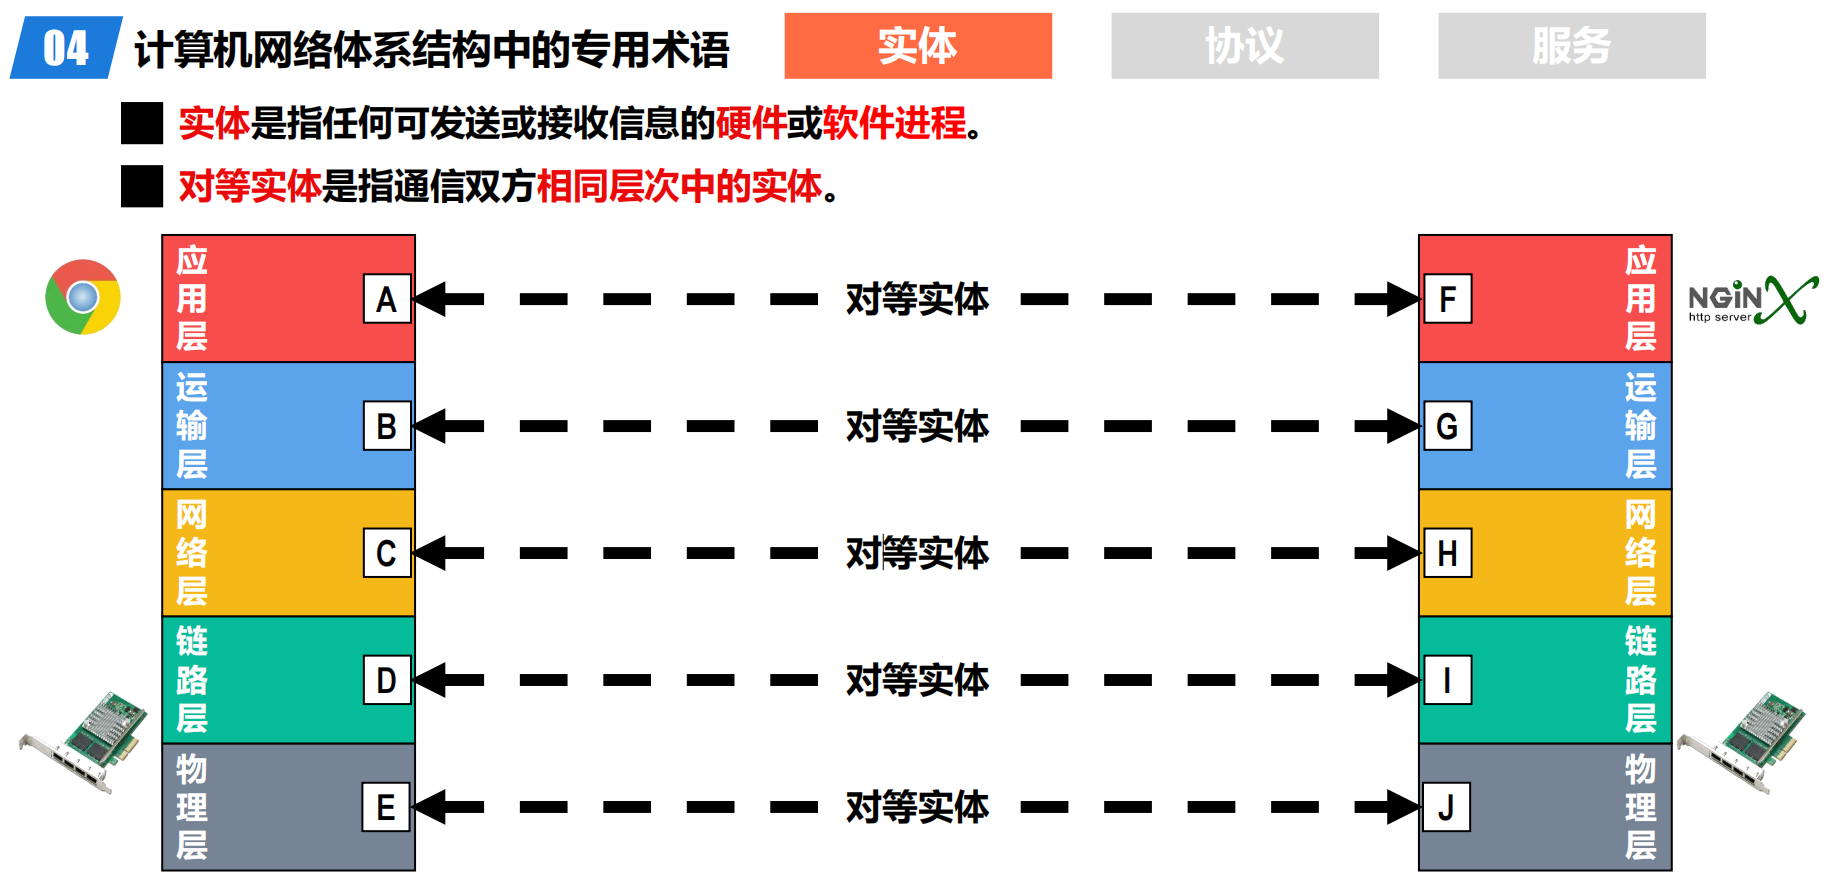 04 计算机网络体系结构中的专用术语 实体 协议 服务
实体是指任何可发送或接收信息的硬件或软件进程。
对等实体是指通信双方相同层次中的实体。
应用层 A 对等实体 F 应用层
NGiNX
http server
运输层 B 对等实体 G 运输层
网络层 C 对等实体 H 网络层
链路层 D 对等实体 I 链路层
物理层 E 对等实体 J 物理层